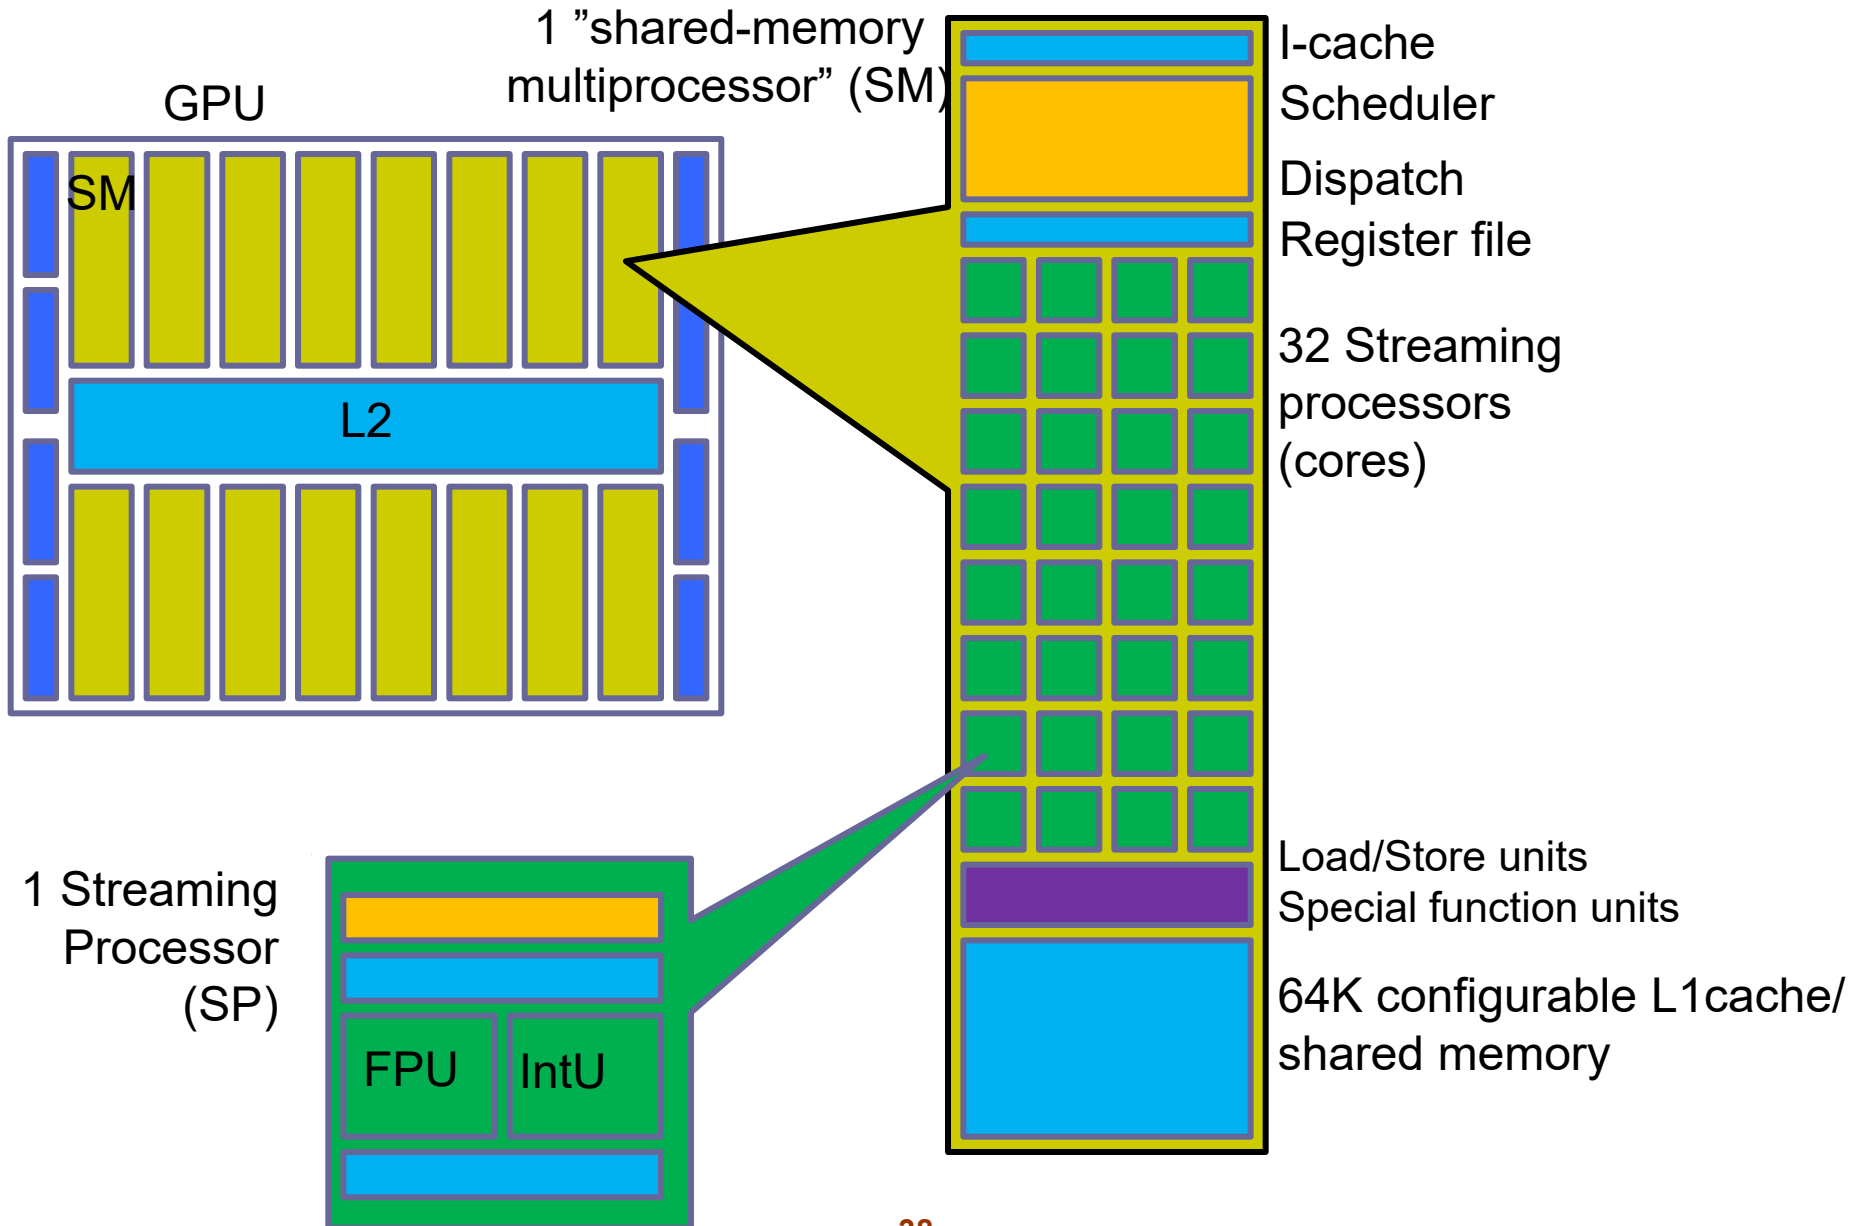 1 ”shared-memory
multiprocessor” (SM)
GPU
SM
L2
I-cache
Scheduler
Dispatch
Register file
32 Streaming
processors
(cores)
Load/Store units
Special function units
64K configurable L1cache/
shared memory
1 Streaming
Processor
(SP)
FPU
IntU